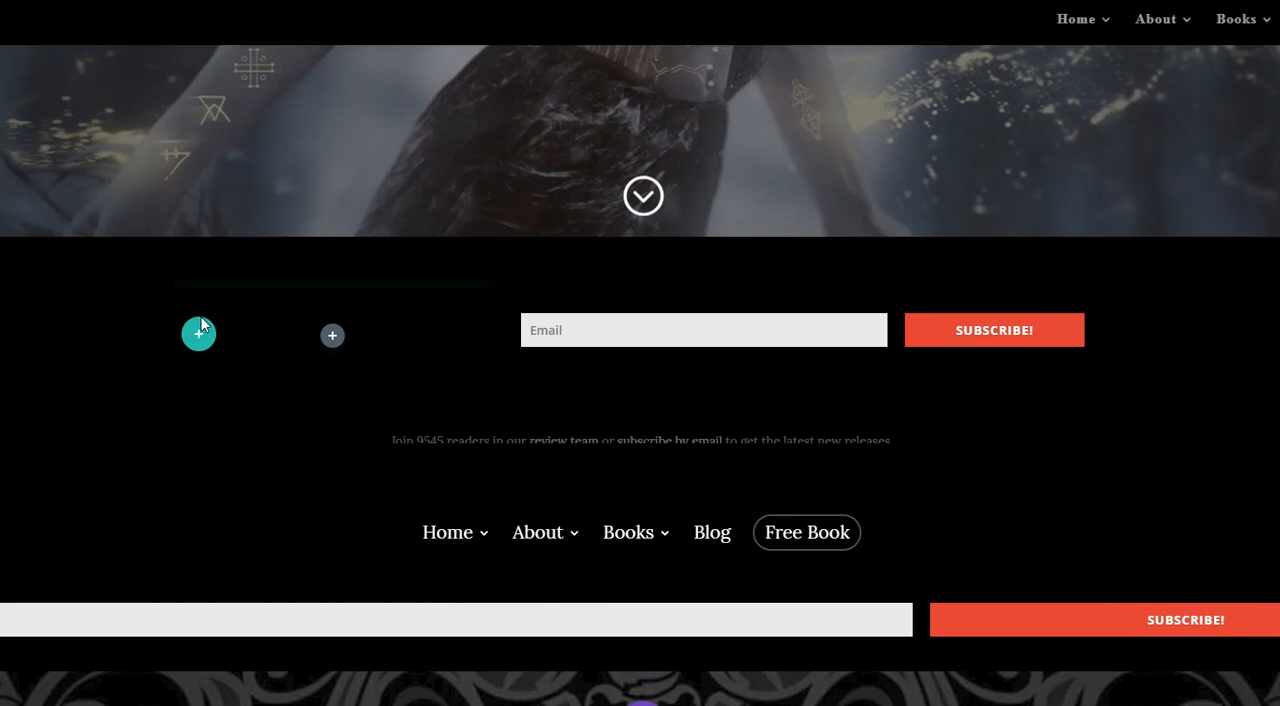 Home About Books
+ +
Email SUBSCRIBE!
Join 9545 readers in our review team or subscribe by email to get the latest new releases
Home About Books Blog Free Book
SUBSCRIBE!